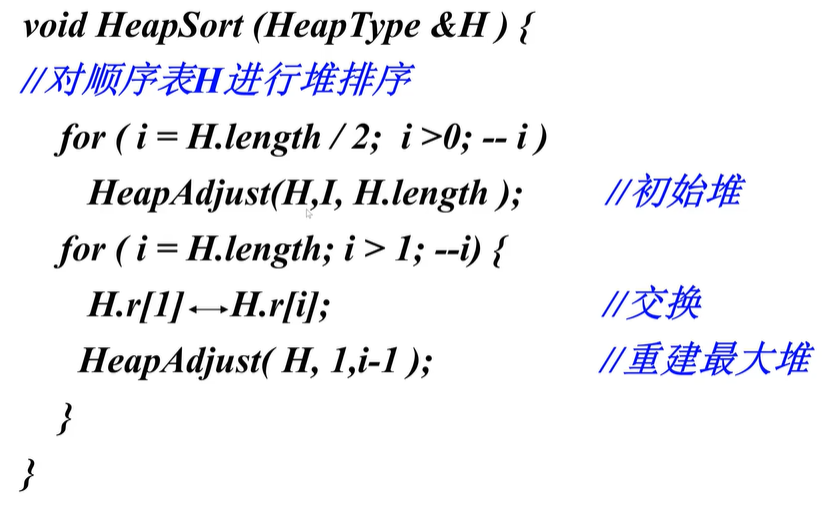 void HeapSort (HeapType &H ) {
//对顺序表H进行堆排序
for ( i = H.length / 2;  i >0; -- i )
HeapAdjust(H,I, H.length ); //初始堆
for ( i = H.length; i > 1; --i) {
H.r[1]↔H.r[i]; //交换
HeapAdjust( H, 1,i-1 ); //重建最大堆
}
}